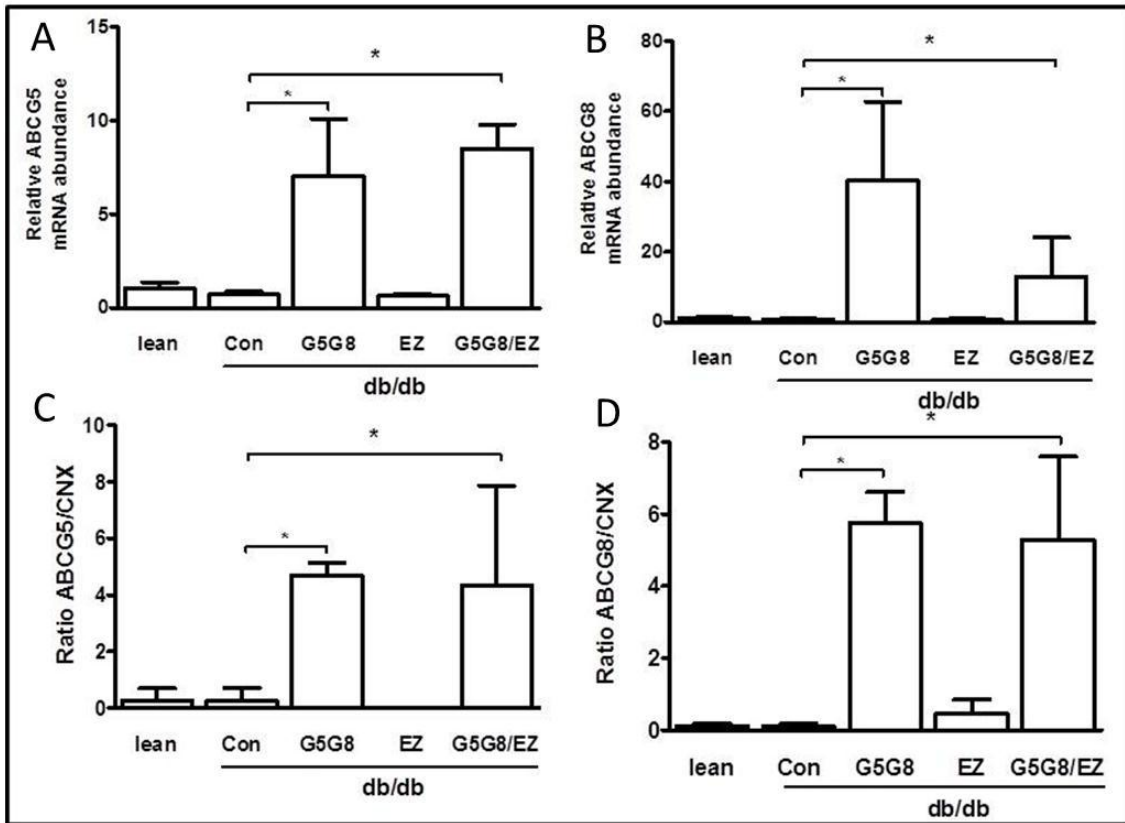 A
Relative ABCG5
mRNA abundance
15
10
5
0
*
*
lean Con G5G8 EZ G5G8/EZ
db/db
B
Relative ABCG8
mRNA abundance
80
60
40
20
0
*
*
lean Con G5G8 EZ G5G8/EZ
db/db
C
Ratio ABCG5/CNX
10
8
6
4
2
0
*
*
lean Con G5G8 EZ G5G8/EZ
db/db
D
Ratio ABCG8/CNX
8
6
4
2
0
*
*
lean Con G5G8 EZ G5G8/EZ
db/db